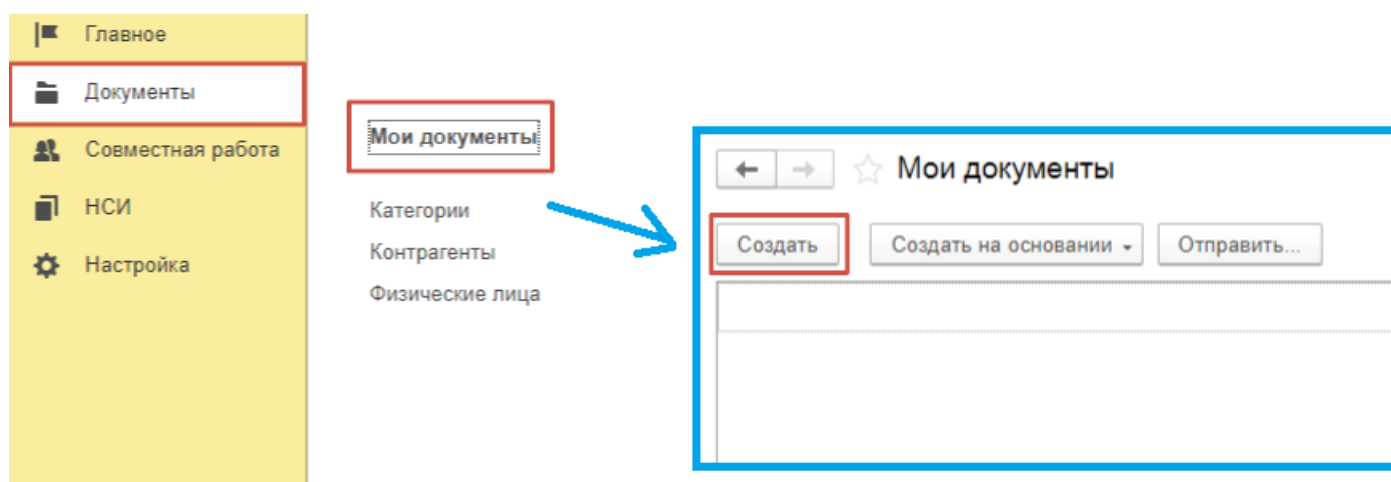 Главное
Документы
Совместная работа
НСИ
Настройка
Мои документы
Категории
Контрагенты
Физические лица
Мои документы
Создать
Создать на основании
Отправить...